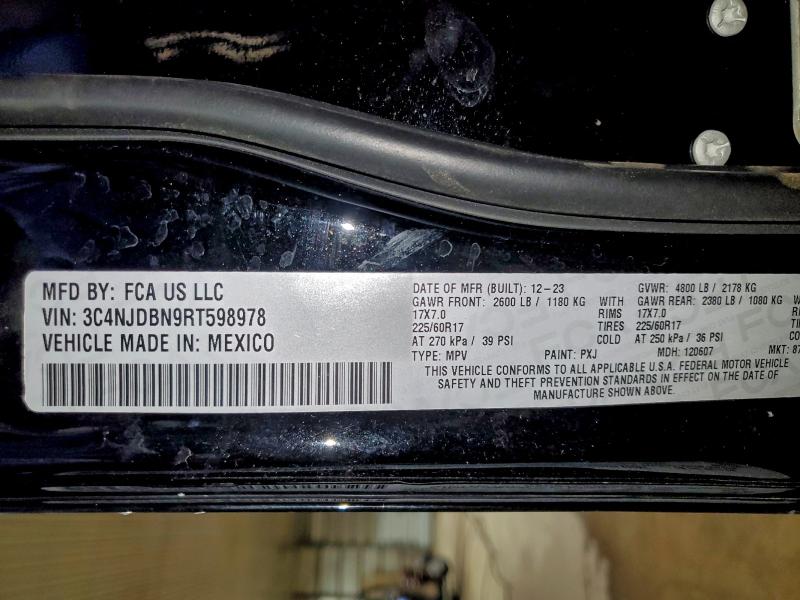 MFD BY: FCA US LLC
VIN: 3C4NJDBN9RT598978
VEHICLE MADE IN: MEXICO
DATE OF MFR (BUILT): 12-23 GVWR: 4800 LB / 2178 KG
GAWR FRONT: 2600 LB / 1180 KG WITH GAWR REAR: 2380 LB / 1080 KG
17X7.0 RIMS 17X7.0
225/60R17 TIRES 225/60R17
AT 270 kPa / 39 PSI COLD AT 250 kPa / 36 PSI
TYPE: MPV PAINT: PXJ MDH: 120607 MKT:
THIS VEHICLE CONFORMS TO ALL APPLICABLE U.S.A. FEDERAL MOTOR VEHICLE
SAFETY AND THEFT PREVENTION STANDARDS IN EFFECT ON THE DATE OF
MANUFACTURE SHOWN ABOVE.